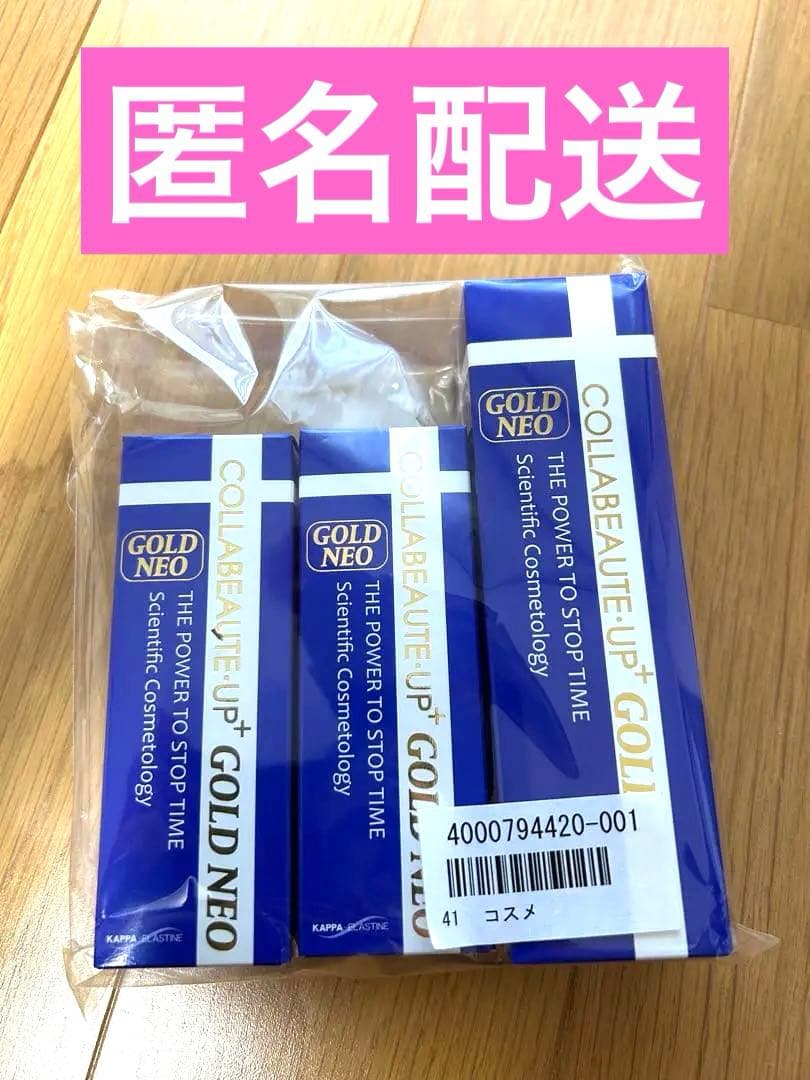 匿名配送
GOLD
NEO
COLLABEAUTE·UP+ GOLD NEO
THE POWER TO STOP TIME
Scientific Cosmetology
KAPPA ELASTINE
GOLD
NEO
COLLABEAUTE·UP+ GOLD NEO
THE POWER TO STOP TIME
Scientific Cosmetology
KAPPA ELASTINE
GOLD
NEO
COLLABEAUTE·UP+ GOL
THE POWER TO STOP TIME
Scientific Cosmetology
4000794420-001
41 コスメ